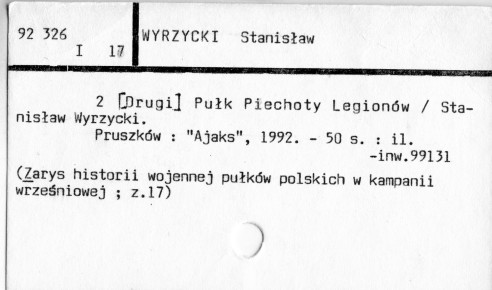 92 326
I 17
WYRZYCKI Stanisław
2 [Drugi] Pułk Piechoty Legionów / Sta-
nisław Wyrzycki.
Pruszków : "Ajaks", 1992. - 50 s. : il.
-inw.99131
(Zarys historii wojennej pułków polskich w kampanii
wrześniowej ; z.17)